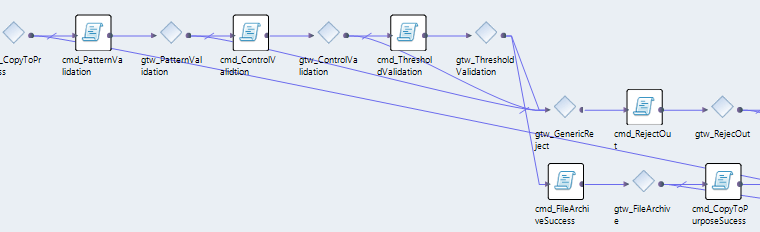 _CopyToPr
ss
cmd_PatternVa
lidation
gtw_PatternVal
idation
cmd_ControlV
alidtion
gtw_ControlVa
lidation
cmd_Threshol
dValidation
gtw_Threshold
Validation
gtw_GenericRe
ject
cmd_RejectOu
t
gtw_RejecOut
cmd_FileArchi
veSuccess
gtw_FileArchiv
e
cmd_CopyToP
urposeSucess